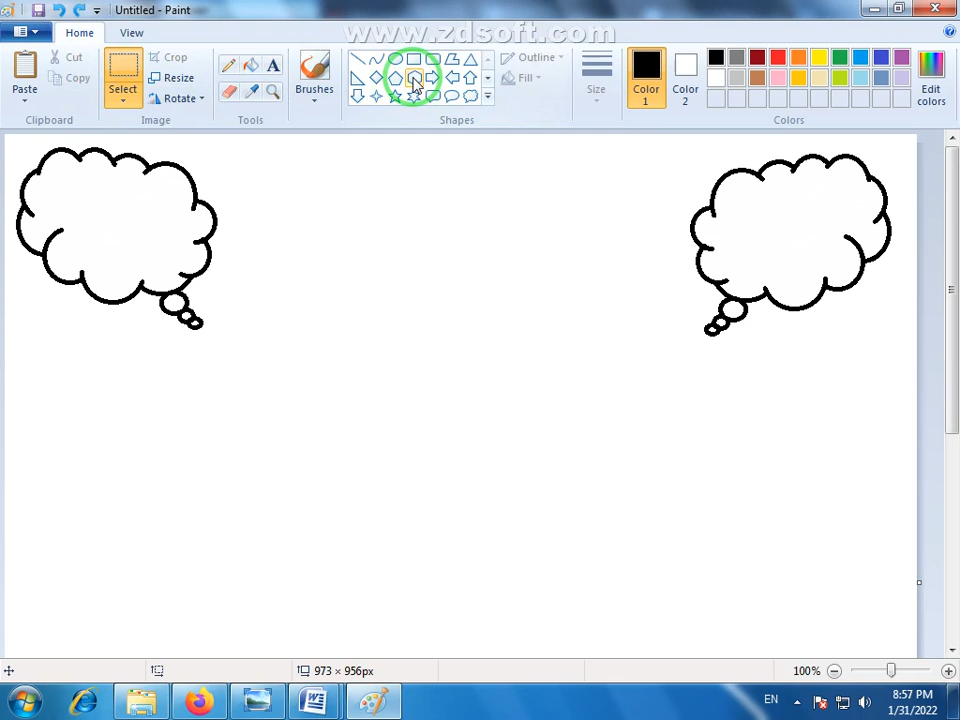 Untitled - Paint
www.zdsoft.com
Home
View
Paste
Cut
Copy
Clipboard
Select
Crop
Resize
Rotate
Image
Tools
Brushes
Shapes
Outline
Fill
Size
Color
1
Color
2
Edit
colors
Colors
973 × 956px
100%
EN
8:57 PM
1/31/2022